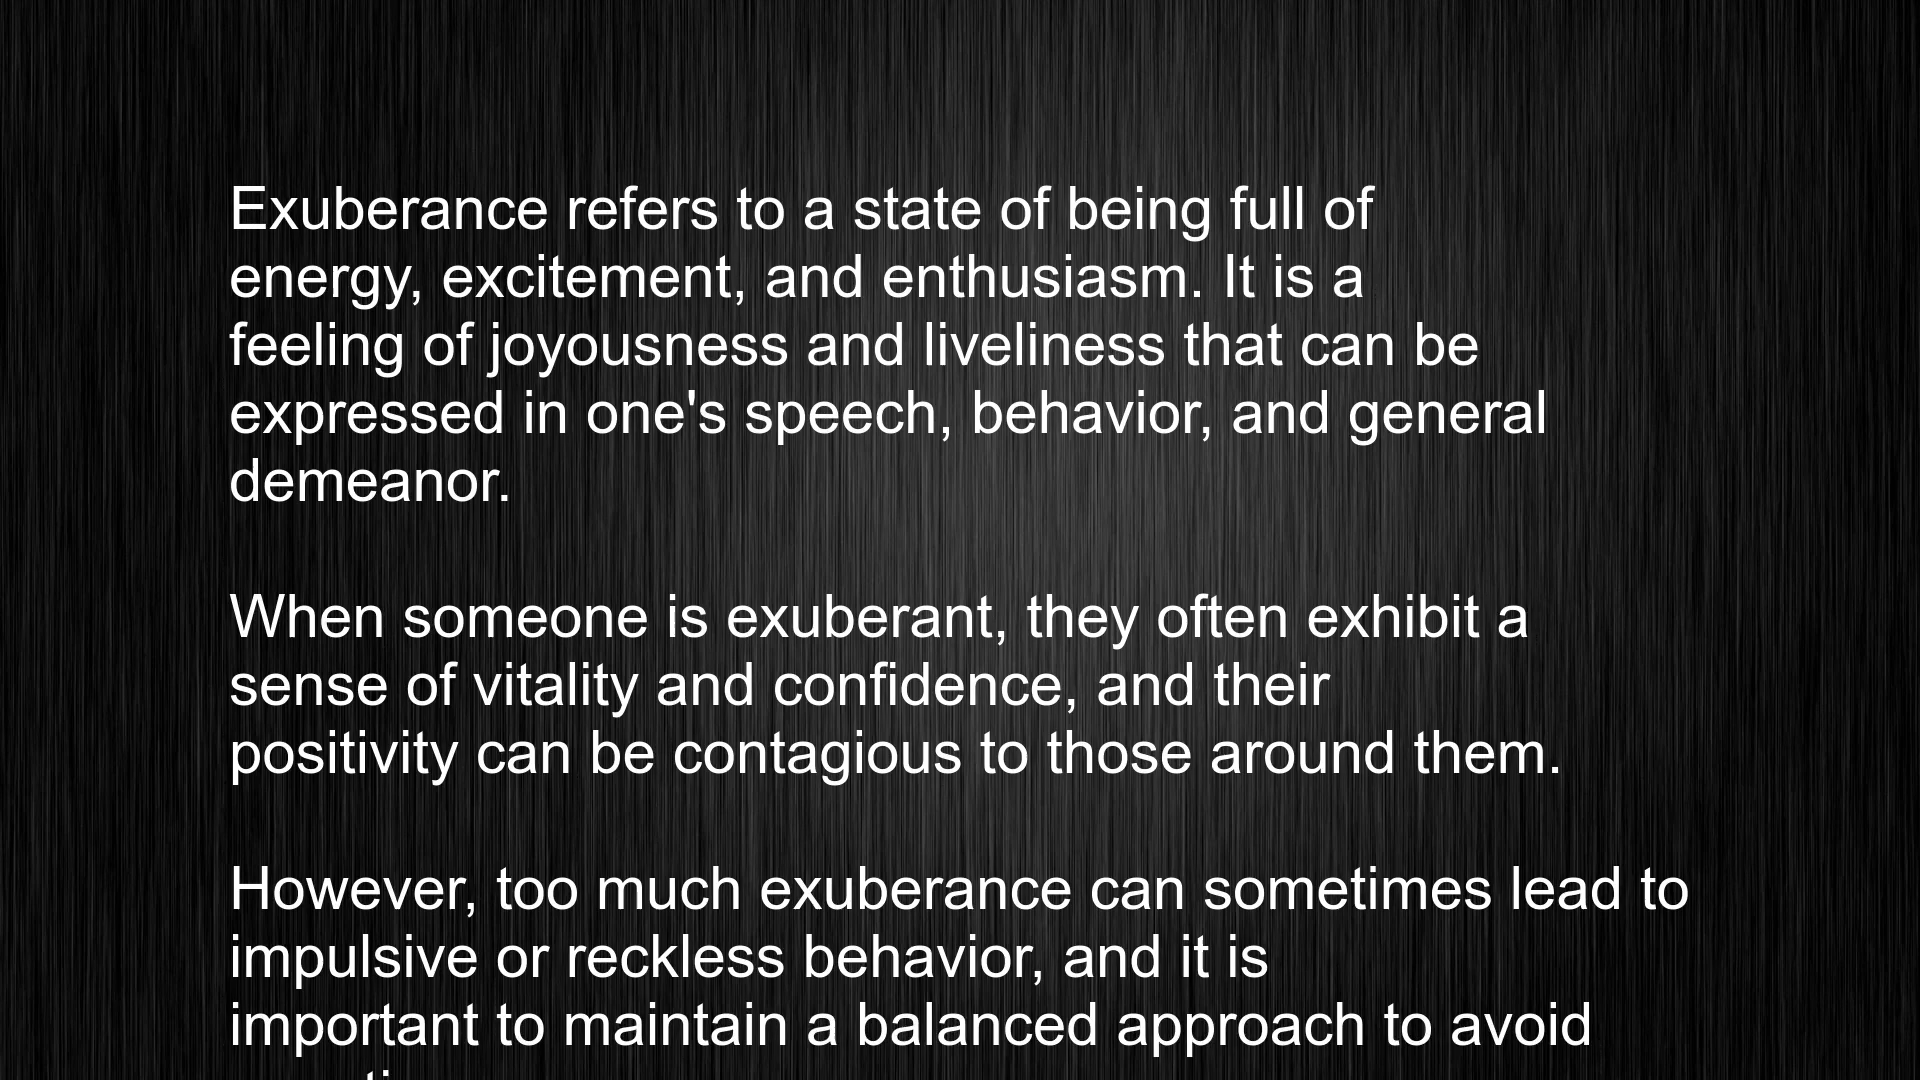 Exuberance refers to a state of being full of
energy, excitement, and enthusiasm. It is a
feeling of joyousness and liveliness that can be
expressed in one's speech, behavior, and general
demeanor.
When someone is exuberant, they often exhibit a
sense of vitality and confidence, and their
positivity can be contagious to those around them.
However, too much exuberance can sometimes lead to
impulsive or reckless behavior, and it is
important to maintain a balanced approach to avoid